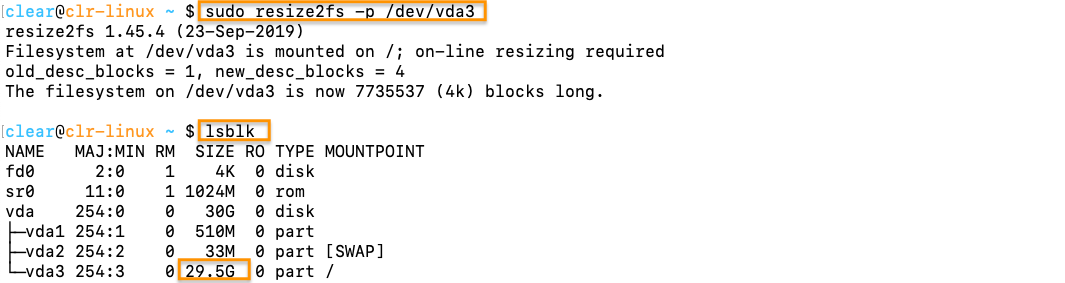 [clear@clr-linux ~ $ sudo resize2fs -p /dev/vda3
resize2fs 1.45.4 (23-Sep-2019)
Filesystem at /dev/vda3 is mounted on /; on-line resizing required
old_desc_blocks = 1, new_desc_blocks = 4
The filesystem on /dev/vda3 is now 7735537 (4k) blocks long.
[clear@clr-linux ~ $ lsblk
NAME   MAJ:MIN RM  SIZE RO TYPE MOUNTPOINT
fd0      2:0    1    4K  0 disk
sr0     11:0    1 1024M  0 rom
vda    254:0    0   30G  0 disk
├─vda1 254:1    0  510M  0 part
├─vda2 254:2    0   33M  0 part [SWAP]
└─vda3 254:3    0 29.5G  0 part /